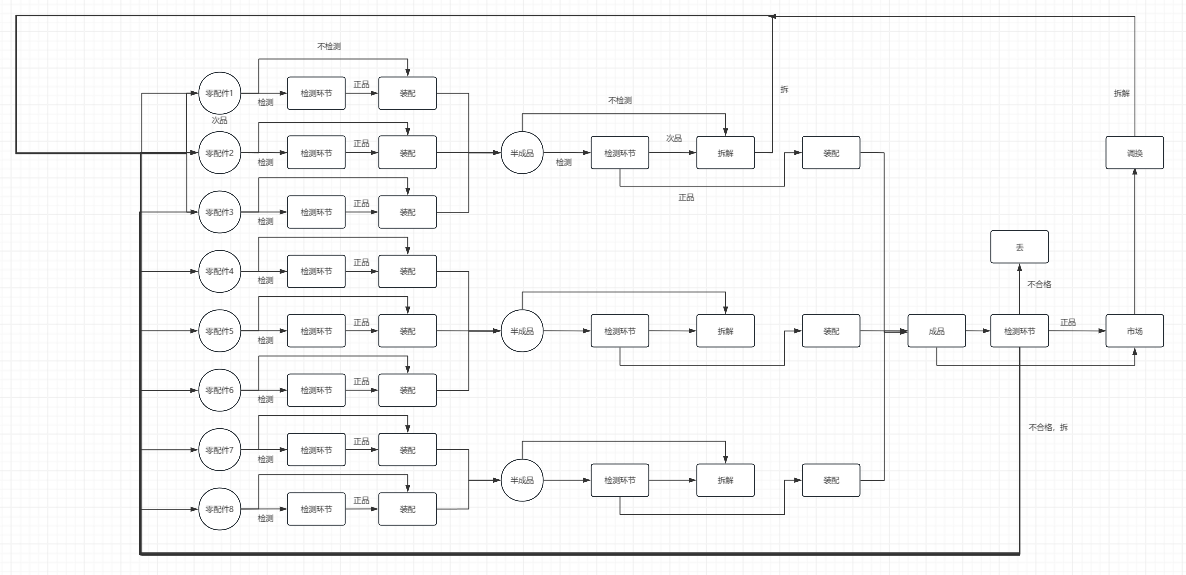 不检测
零配件1
检测
检测环节
正品
装配
次品
零配件2
检测
检测环节
正品
装配
零配件3
检测
检测环节
正品
装配
零配件4
检测
检测环节
正品
装配
零配件5
检测
检测环节
正品
装配
零配件6
检测
检测环节
正品
装配
零配件7
检测
检测环节
正品
装配
零配件8
检测
检测环节
正品
装配
不检测
半成品
检测
检测环节
次品
拆解
拆
正品
装配
半成品
检测环节
拆解
装配
半成品
检测环节
拆解
装配
成品
检测环节
不合格
丢
正品
市场
调换
拆解
不合格，拆